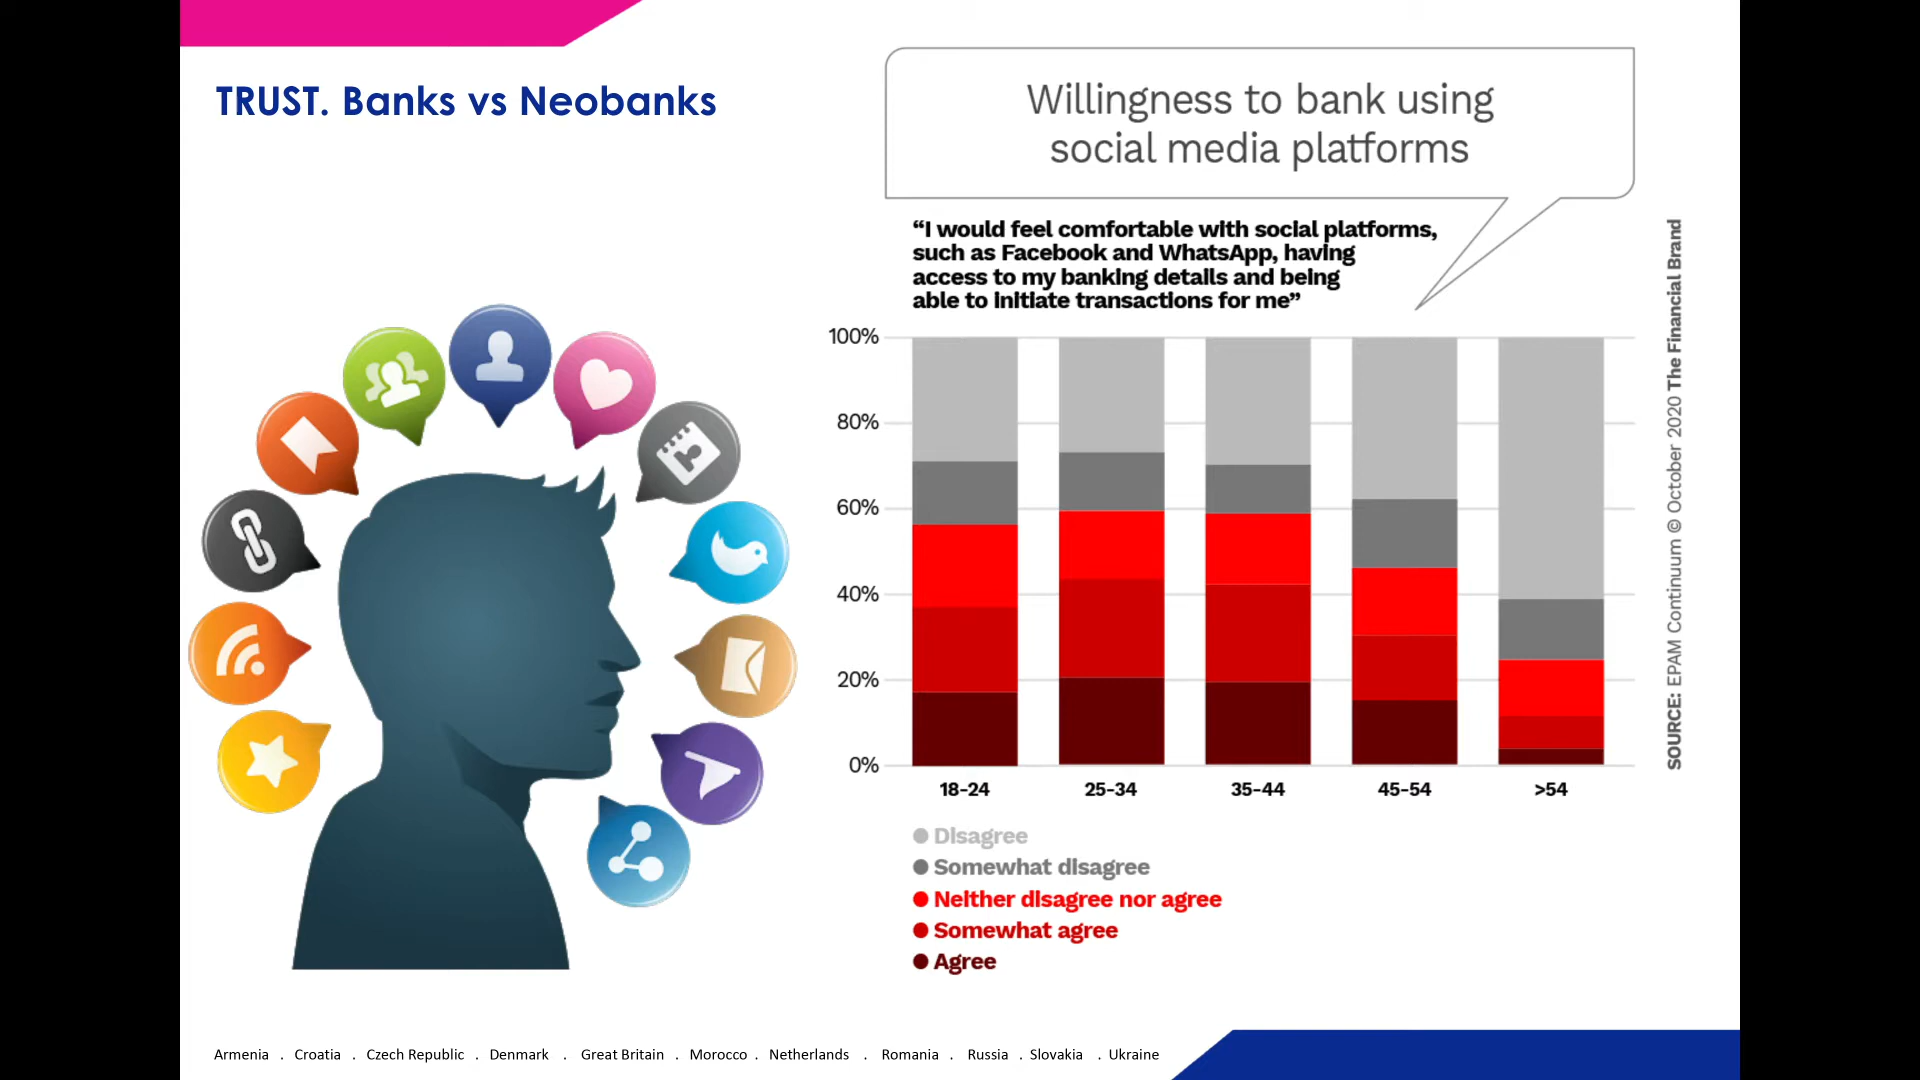 TRUST. Banks vs Neobanks
Willingness to bank using
social media platforms
“I would feel comfortable with social platforms,
such as Facebook and WhatsApp, having
access to my banking details and being
able to initiate transactions for me”
100%
80%
60%
40%
20%
0%
18-24 25-34 35-44 45-54 >54
Disagree
Somewhat disagree
Neither disagree nor agree
Somewhat agree
Agree
SOURCE: EPAM Continuum © October 2020 The Financial Brand
Armenia . Croatia . Czech Republic . Denmark . Great Britain . Morocco . Netherlands . Romania . Russia . Slovakia . Ukraine